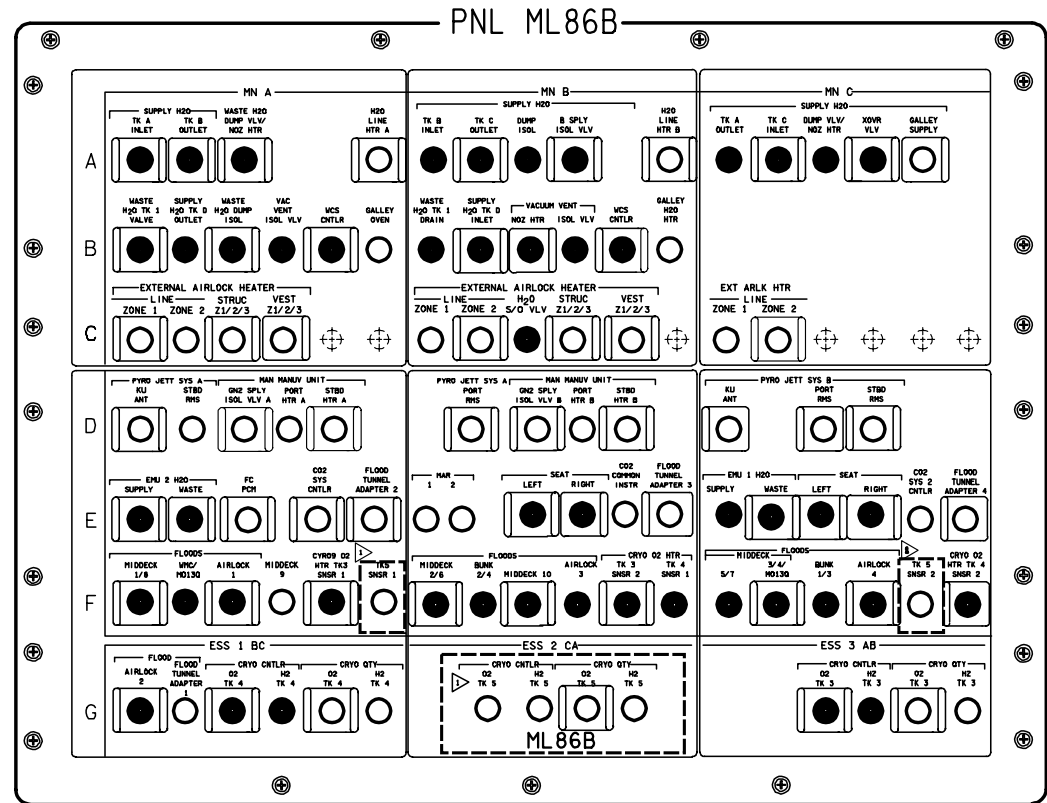 PNL ML86B
MN A MN B MN C
SUPPLY H2O
TK A INLET
TK B OUTLET
WASTE H2O DUMP VLV/ NOZ HTR
H2O LINE HTR A
SUPPLY H2O
TK B INLET
TK C OUTLET
DUMP ISOL
B SPLY ISOL VLV
H2O LINE HTR B
SUPPLY H2O
TK A OUTLET
TK C INLET
DUMP VLV/ NOZ HTR
XOVR VLV
GALLEY SUPPLY
A
WASTE H2O TK 1 VALVE
SUPPLY H2O TK D OUTLET
WASTE H2O DUMP ISOL
VAC VENT ISOL VLV
WCS CNTLR
GALLEY OVEN
WASTE H2O TK 1 DRAIN
SUPPLY H2O TK D INLET
VACUUM VENT
NOZ HTR
ISOL VLV
WCS CNTLR
GALLEY H2O HTR
B
EXTERNAL AIRLOCK HEATER
LINE
ZONE 1
ZONE 2
STRUC Z1/2/3
VEST Z1/2/3
EXTERNAL AIRLOCK HEATER
LINE
ZONE 1
ZONE 2
H2O S/O VLV
STRUC Z1/2/3
VEST Z1/2/3
EXT ARLK HTR
LINE
ZONE 1
ZONE 2
C
PYRO JETT SYS A
KU ANT
STBD RMS
MAN MANUV UNIT
GN2 SPLY ISOL VLV A
PORT HTR A
STBD HTR A
PYRO JETT SYS A
PORT RMS
MAN MANUV UNIT
GN2 SPLY ISOL VLV B
PORT HTR B
STBD HTR B
PYRO JETT SYS B
KU ANT
PORT RMS
STBD RMS
D
EMU 2 H2O
SUPPLY
WASTE
FC PCM
CO2 SYS CNTLR
FLOOD TUNNEL ADAPTER 2
MAR
1
2
SEAT
LEFT
RIGHT
CO2 COMMON INSTR
FLOOD TUNNEL ADAPTER 3
EMU 1 H2O
SUPPLY
WASTE
SEAT
LEFT
RIGHT
CO2 SYS 2 CNTLR
FLOOD TUNNEL ADAPTER 4
E
FLOODS
MIDDECK 1/8
WMC/ MO13Q
AIRLOCK 1
MIDDECK 9
CYRO9 O2 HTR TK3 SNSR 1
1
TK5 SNSR 1
FLOODS
MIDDECK 2/6
BUNK 2/4
MIDDECK 10
AIRLOCK 3
CRYO O2 HTR
TK 3 SNSR 2
TK 4 SNSR 1
FLOODS
MIDDECK
5/7
3/4/ MO13Q
BUNK 1/3
AIRLOCK 4
TK 5 SNSR 2
CRYO O2 HTR TK 4 SNSR 2
F
ESS 1 BC ESS 2 CA ESS 3 AB
FLOOD
AIRLOCK 2
FLOOD TUNNEL ADAPTER 1
CRYO CNTLR
O2 TK 4
H2 TK 4
CRYO QTY
O2 TK 4
H2 TK 4
1
CRYO CNTLR
O2 TK 5
H2 TK 5
CRYO QTY
O2 TK 5
H2 TK 5
CRYO CNTLR
O2 TK 3
H2 TK 3
CRYO QTY
O2 TK 3
H2 TK 3
G
ML86B